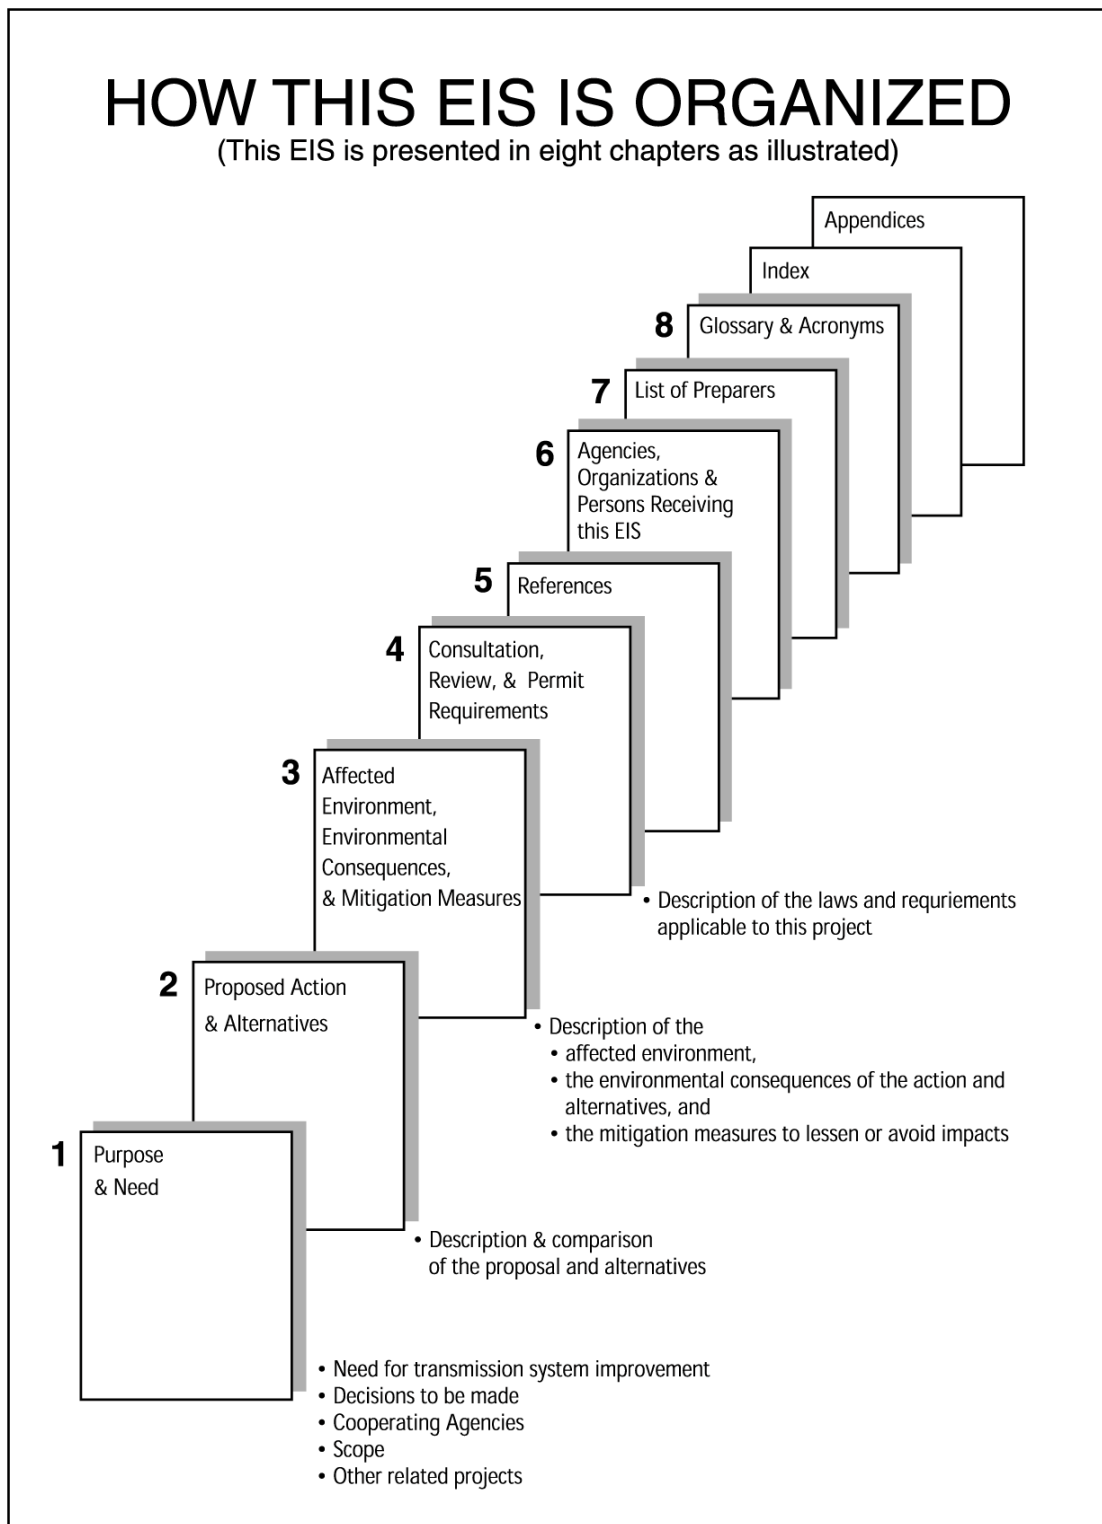 HOW THIS EIS IS ORGANIZED
(This EIS is presented in eight chapters as illustrated)
Appendices
Index
8
Glossary & Acronyms
7
List of Preparers
6
Agencies,
Organizations &
Persons Receiving
this EIS
5
References
4
Consultation,
Review, & Permit
Requirements
3
Affected
Environment,
Environmental
Consequences,
& Mitigation Measures
• Description of the laws and requriements
applicable to this project
2
Proposed Action
& Alternatives
• Description of the
• affected environment,
• the environmental consequences of the action and
alternatives, and
• the mitigation measures to lessen or avoid impacts
1
Purpose
& Need
• Description & comparison
of the proposal and alternatives
• Need for transmission system improvement
• Decisions to be made
• Cooperating Agencies
• Scope
• Other related projects